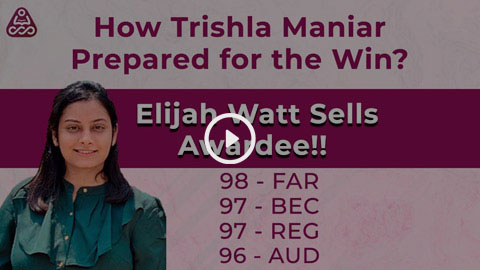 How Trishla Maniar
Prepared for the Win?
Elijah Watt Sells
Awardee!!
98 - FAR
97 - BEC
97 - REG
96 - AUD